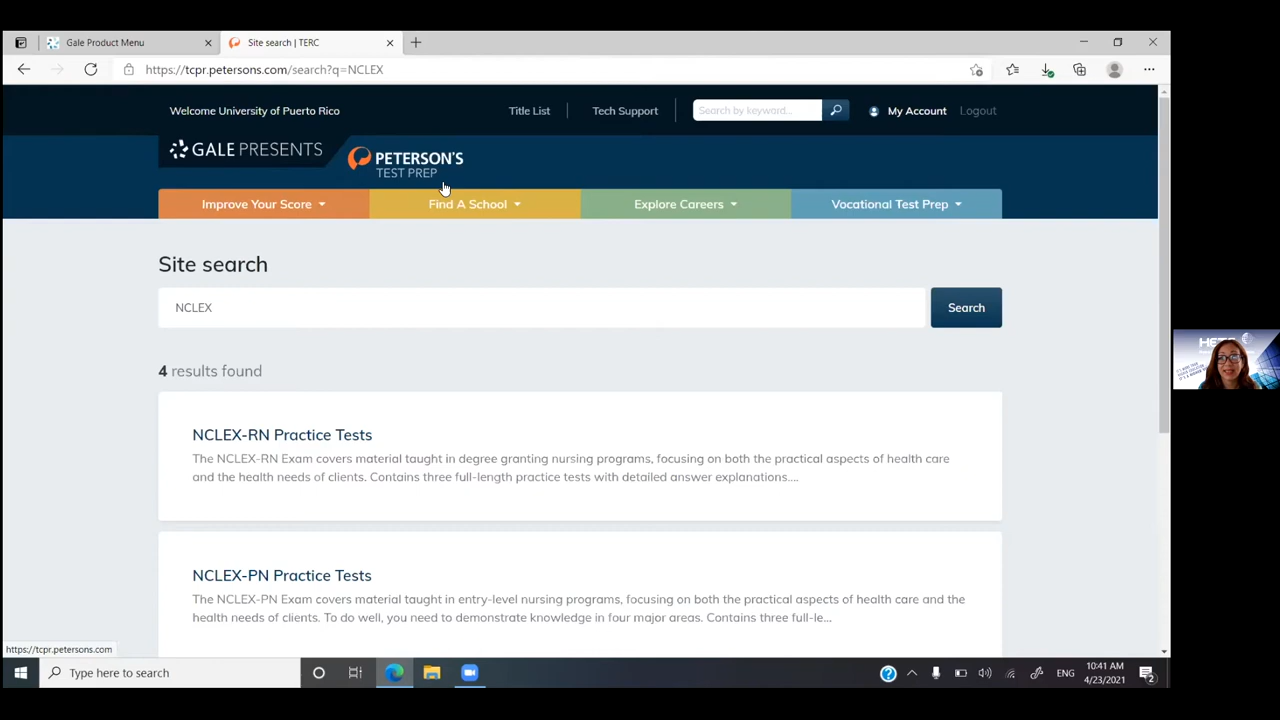 Gale Product Menu
Site search | TERC
https://tcpr.petersons.com/search?q=NCLEX
Welcome University of Puerto Rico
Title List
Tech Support
Search by keyword...
My Account
Logout
GALE PRESENTS
PETERSON'S
TEST PREP
Improve Your Score
Find A School
Explore Careers
Vocational Test Prep
Site search
NCLEX
Search
4 results found
NCLEX-RN Practice Tests
The NCLEX-RN Exam covers material taught in degree granting nursing programs, focusing on both the practical aspects of health care
and the health needs of clients. Contains three full-length practice tests with detailed answer explanations....
NCLEX-PN Practice Tests
The NCLEX-PN Exam covers material taught in entry-level nursing programs, focusing on both the practical aspects of health care and the
health needs of clients. To do well, you need to demonstrate knowledge in four major areas. Contains three full-le...
https://tcpr.petersons.com
Type here to search
ENG
10:41 AM
4/23/2021
2